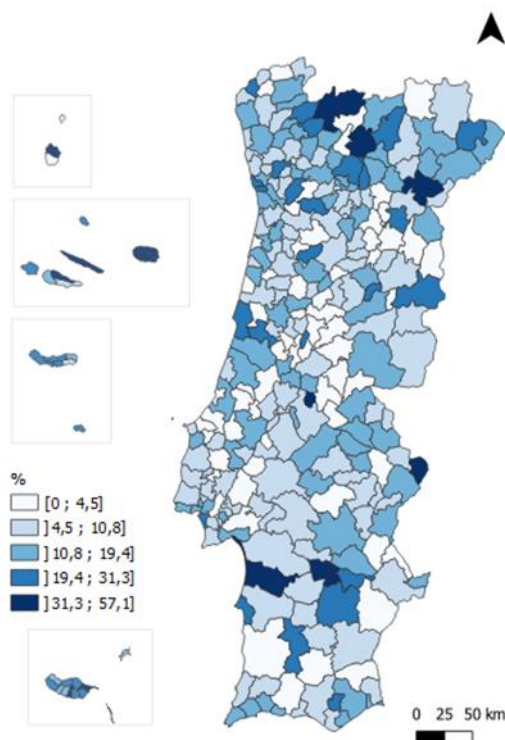 %
[0 ; 4,5]
]4,5 ; 10,8]
]10,8 ; 19,4]
]19,4 ; 31,3]
]31,3 ; 57,1]
0 25 50 km